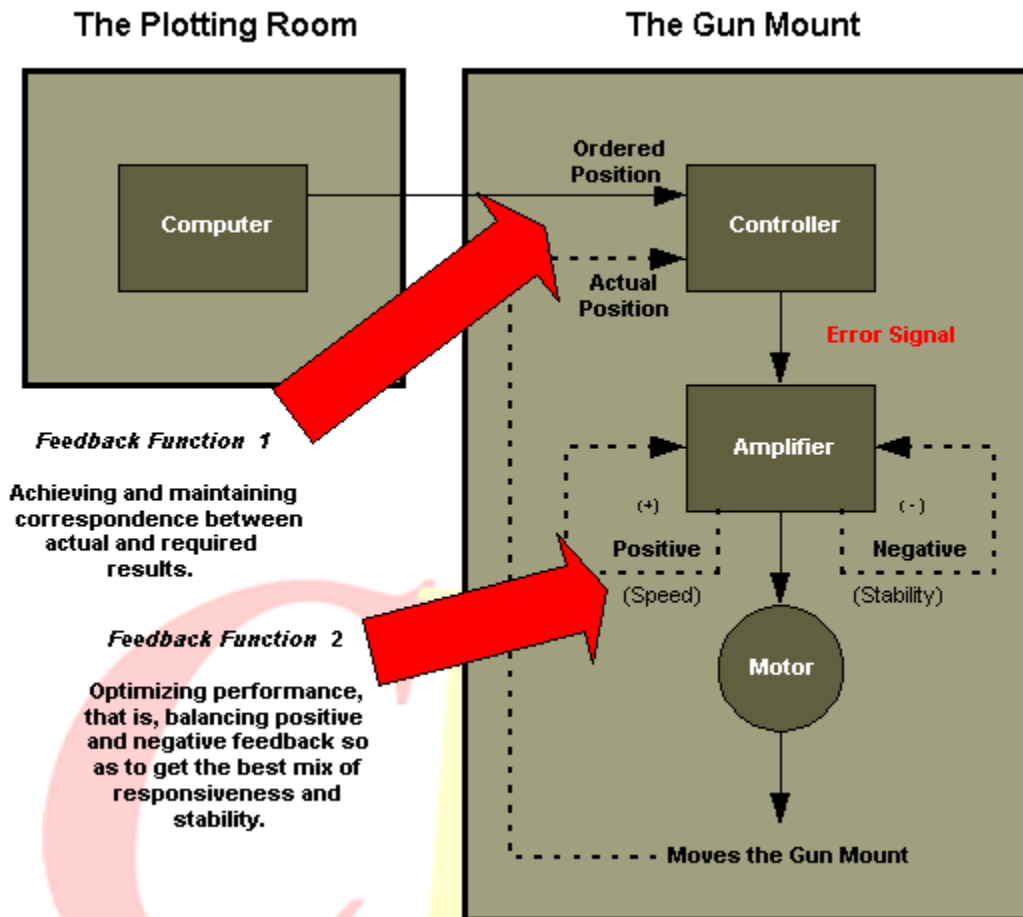 The Plotting Room
The Gun Mount
Computer
Ordered
Position
Controller
Actual
Position
Error Signal
Feedback Function 1
Achieving and maintaining
correspondence between
actual and required
results.
Amplifier
(+)
(-)
Positive
Negative
(Speed)
(Stability)
Feedback Function 2
Optimizing performance,
that is, balancing positive
and negative feedback so
as to get the best mix of
responsiveness and
stability.
Motor
Moves the Gun Mount